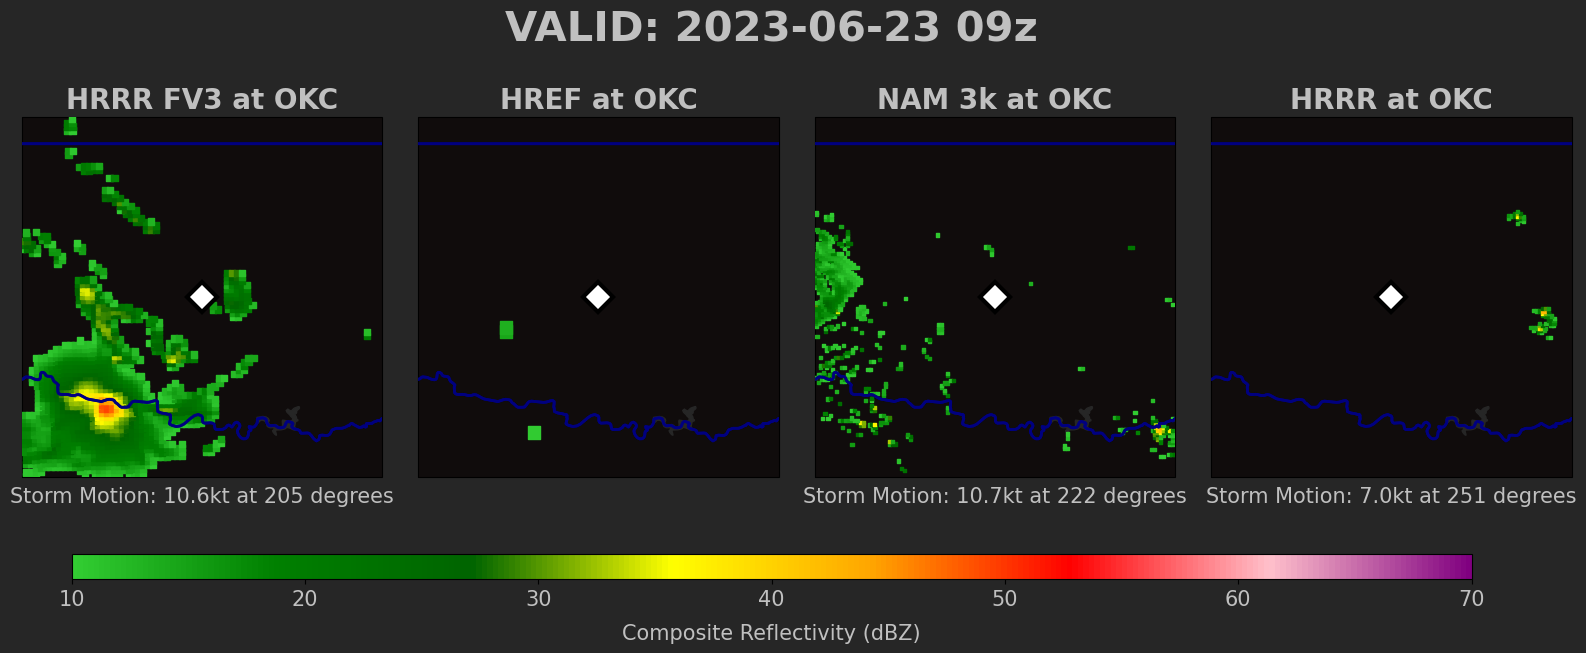 VALID: 2023-06-23 09z
HRRR FV3 at OKC
HREF at OKC
NAM 3k at OKC
HRRR at OKC
Storm Motion: 10.6kt at 205 degrees
Storm Motion: 10.7kt at 222 degrees
Storm Motion: 7.0kt at 251 degrees
10 20 30 40 50 60 70
Composite Reflectivity (dBZ)